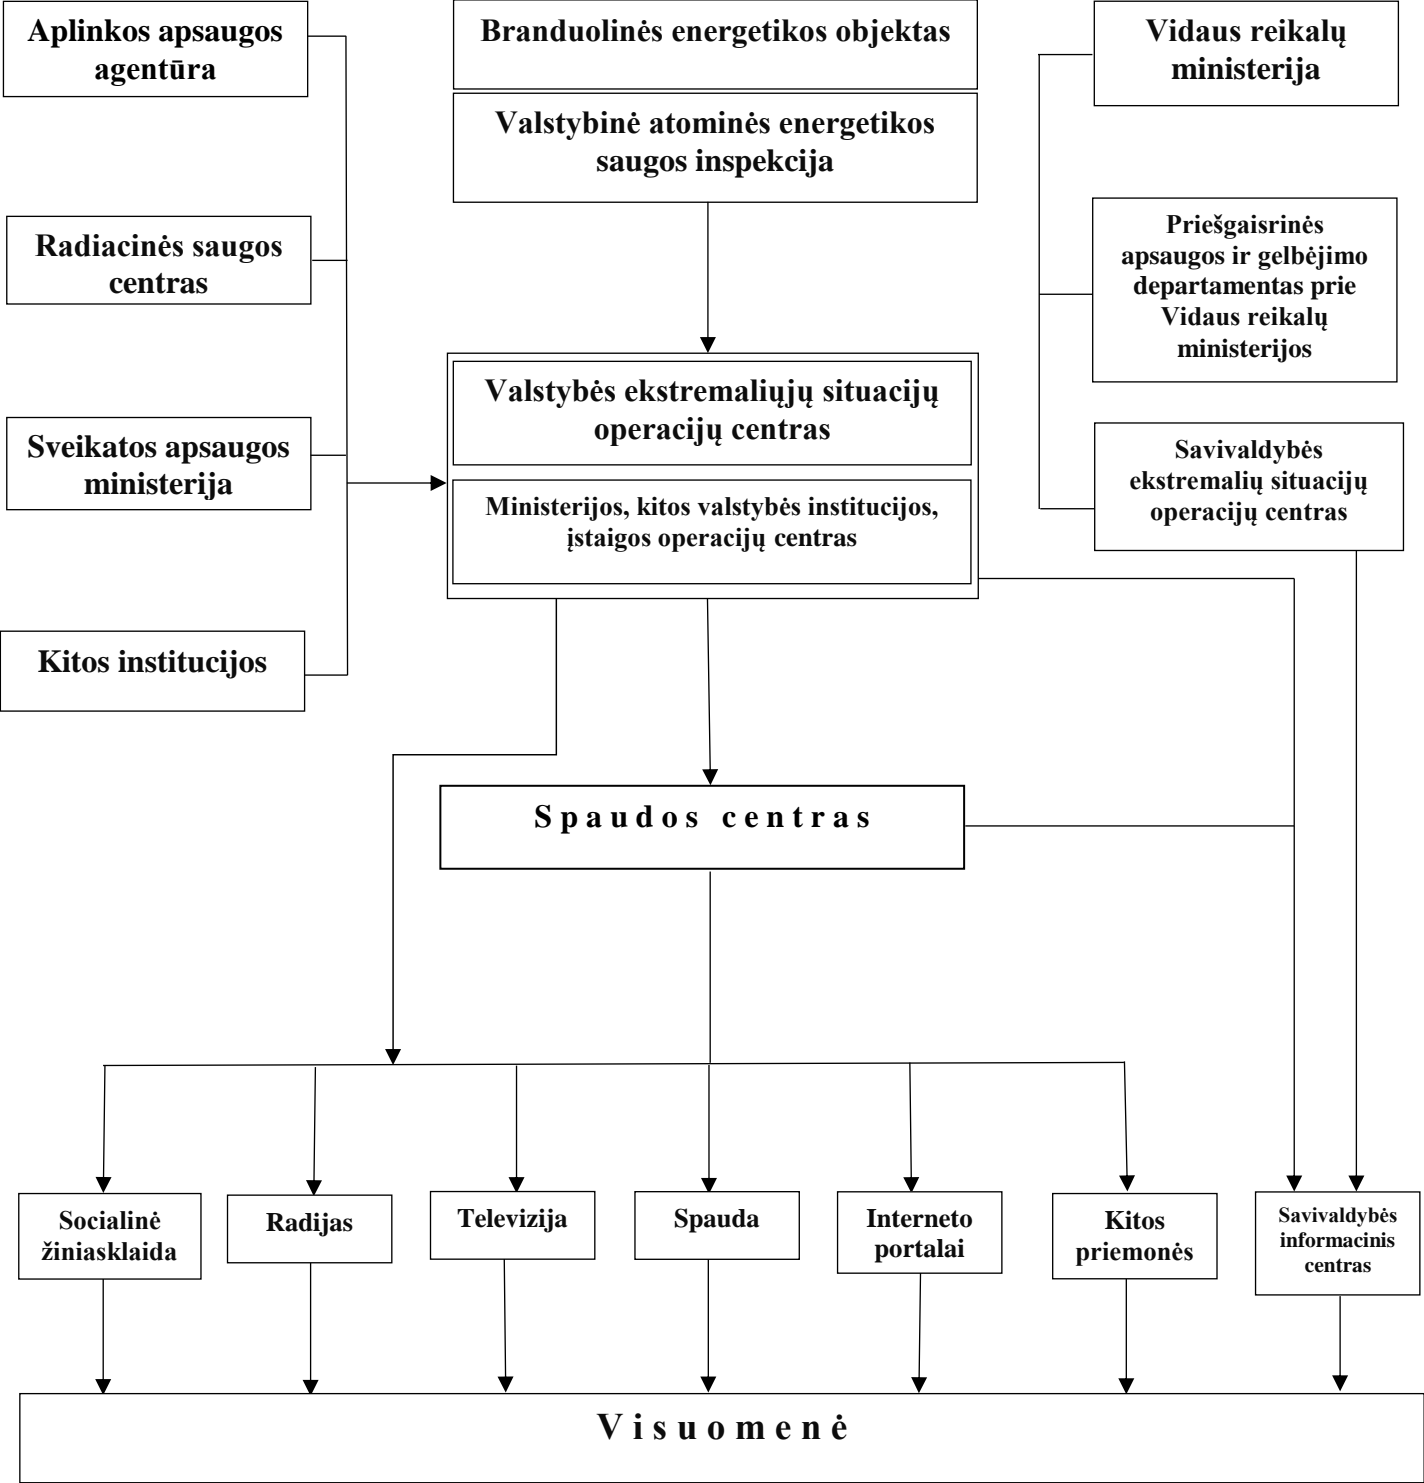 Aplinkos apsaugos
agentūra
Branduolinės energetikos objektas
Valstybinė atominės energetikos
saugos inspekcija
Vidaus reikalų
ministerija
Radiacinės saugos
centras
Priešgaisrinės
apsaugos ir gelbėjimo
departamentas prie
Vidaus reikalų
ministerijos
Valstybės ekstremaliųjų situacijų
operacijų centras
Sveikatos apsaugos
ministerija
Savivaldybės
ekstremalių situacijų
operacijų centras
Ministerijos, kitos valstybės institucijos,
įstaigos operacijų centras
Kitos institucijos
Spaudos centras
Socialinė
žiniasklaida
Radijas
Televizija
Spauda
Interneto
portalai
Kitos
priemonės
Savivaldybės
informacinis
centras
Visuomenė